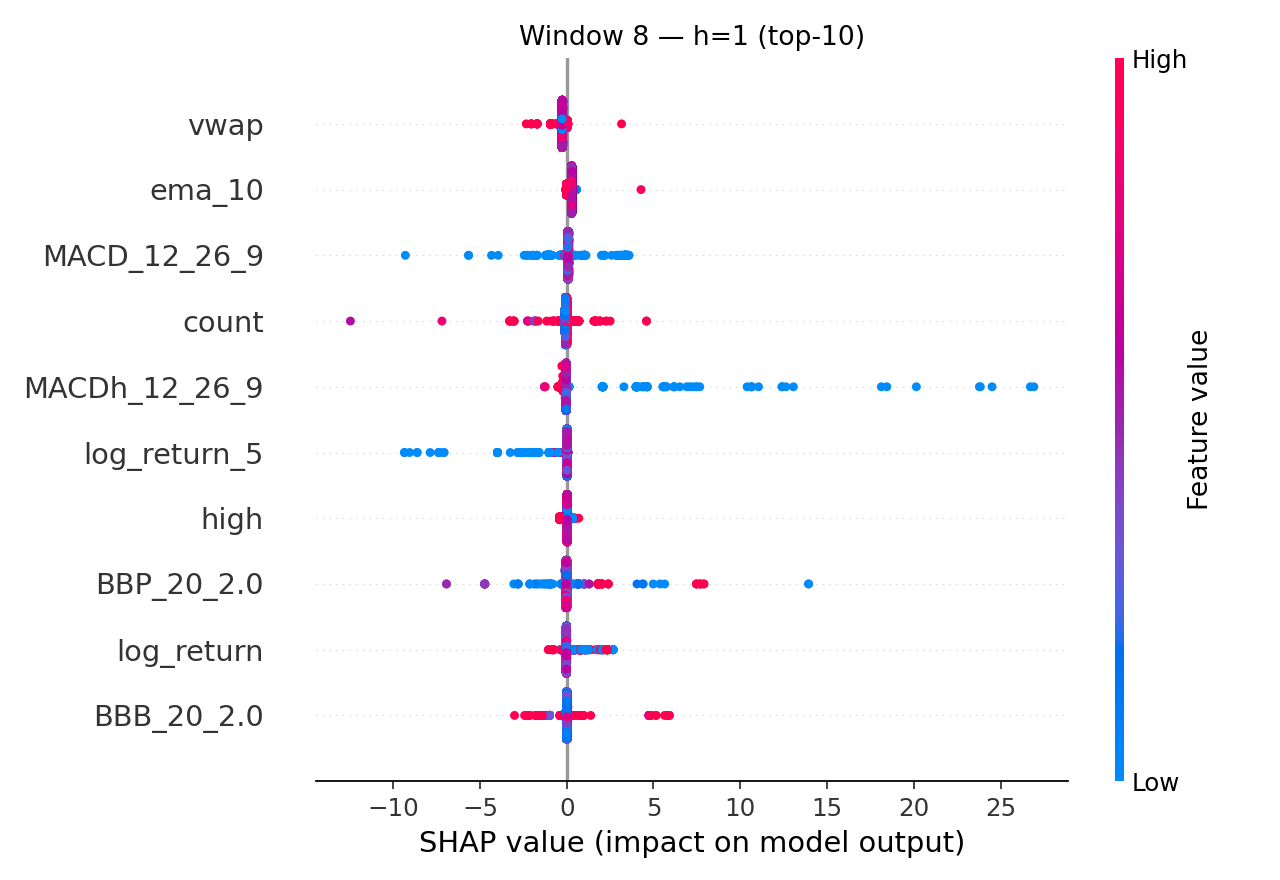 Window 8 — h=1 (top-10)
High
vwap
ema_10
MACD_12_26_9
count
MACDh_12_26_9
log_return_5
high
BBP_20_2.0
log_return
BBB_20_2.0
Feature value
Low
−10 −5 0 5 10 15 20 25
SHAP value (impact on model output)